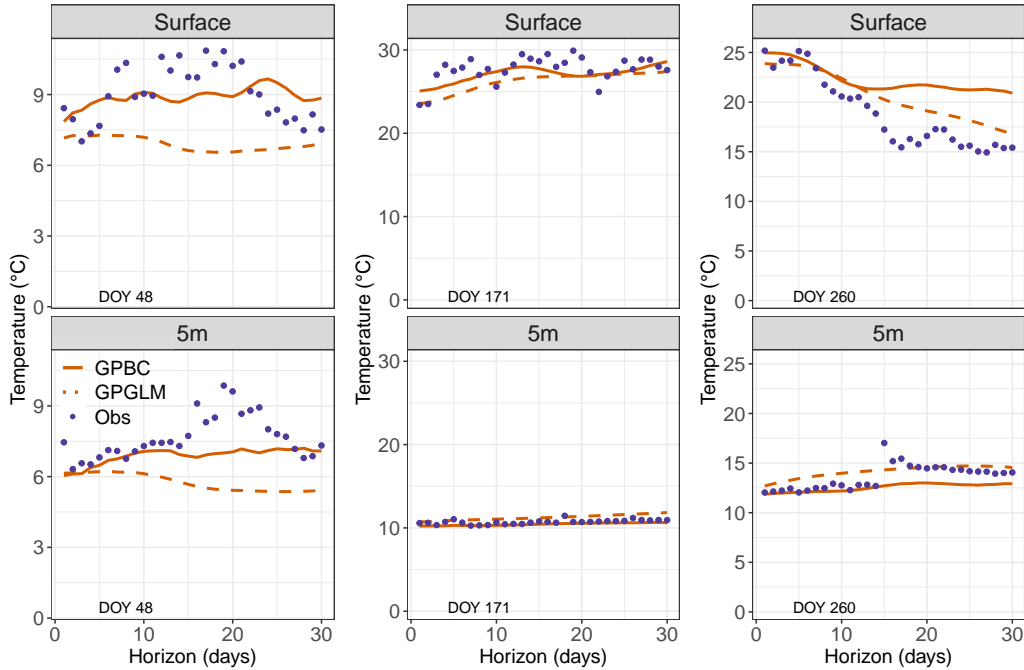 Surface
Surface
Surface
9
6
3
0
30
20
10
0
25
20
15
10
5
0
DOY 48
DOY 171
DOY 260
Temperature (°C)
Temperature (°C)
Temperature (°C)
5m
5m
5m
GPBC
GPGLM
Obs
9
6
3
0
30
20
10
0
25
20
15
10
5
0
DOY 48
DOY 171
DOY 260
0 10 20 30
0 10 20 30
0 10 20 30
Horizon (days)
Horizon (days)
Horizon (days)